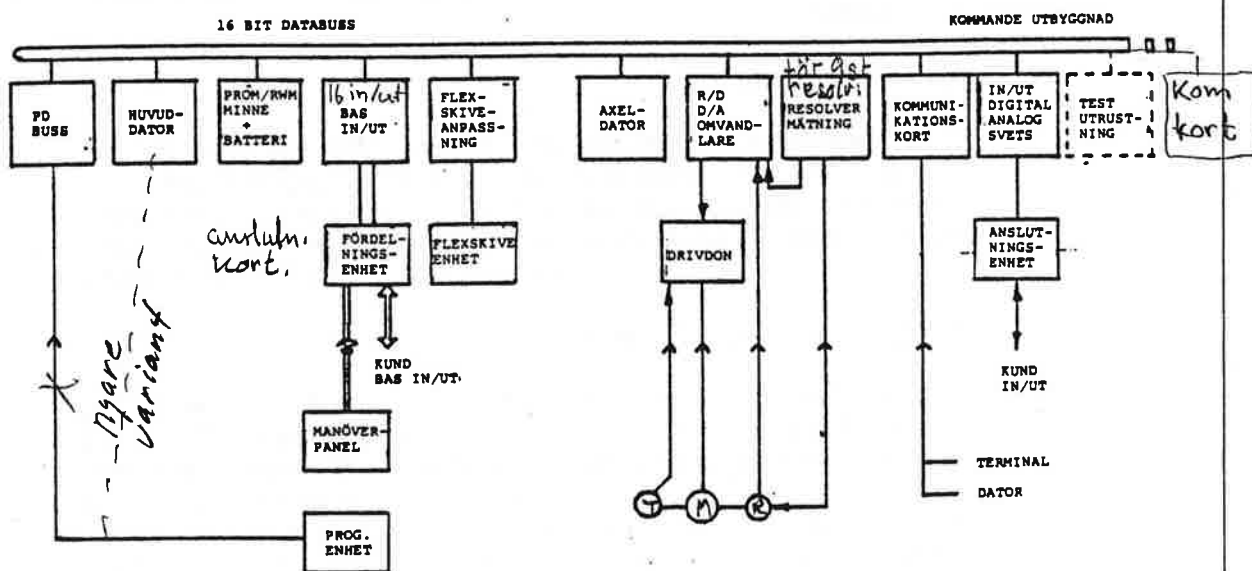 16 BIT DATABUSS
KOMMANDE UTBYGGNAD
PD
BUSS
HUVUD-
DATOR
PROM/RWM
MINNE
+
BATTERI
16 in/ut
BAS
IN/UT
FLEX-
SKIVE-
ANPASS-
NING
AXEL-
DATOR
R/D
D/A
OMVAND-
LARE
resolv
RESOLVER
MÄTNING
KOMMUNI-
KATIONS-
KORT
IN/UT
DIGITAL
ANALOG
SVETS
TEST
UTRUST-
NING
Kom
kort
anslutn.
kort.
FÖRDEL-
NINGS-
ENHET
FLEXSKIVE
ENHET
DRIVDON
ANSLUT-
NINGS-
ENHET
nyare
variant
KUND
BAS IN/UT
KUND
IN/UT
MANÖVER-
PANEL
T
M
R
TERMINAL
DATOR
PROG.
ENHET